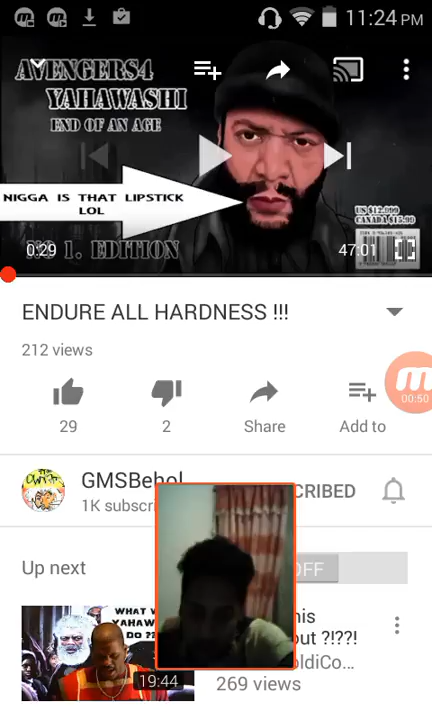 11:24 PM
AVENGERS4
YAHAWASHI
END OF AN AGE
NIGGA IS THAT LIPSTICK
LOL
US $12.999
CANADA $15.99
1. EDITION
0:29
47:01
ENDURE ALL HARDNESS !!!
212 views
00:50
29
2
Share
Add to
GMSBehol
1K subscri
CRIBED
Up next
OFF
WHAT
YAHAW
DO ??
19:44
his
out ?!??!
oldiCo...
269 views